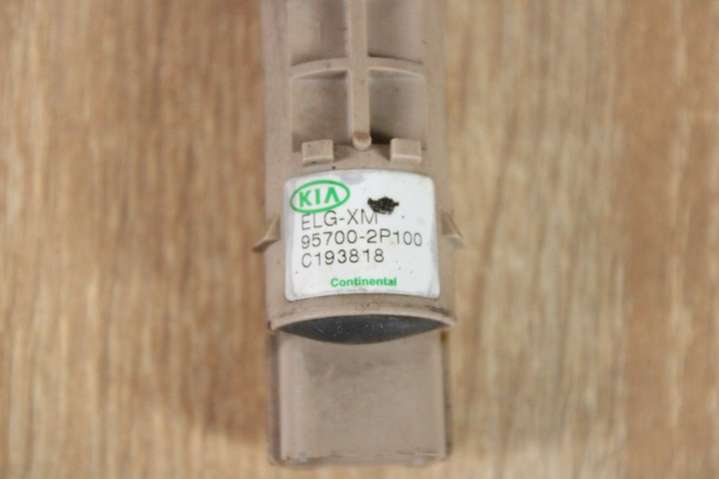 KIA
ELG-XM
95700-2P100
C193818
Continental